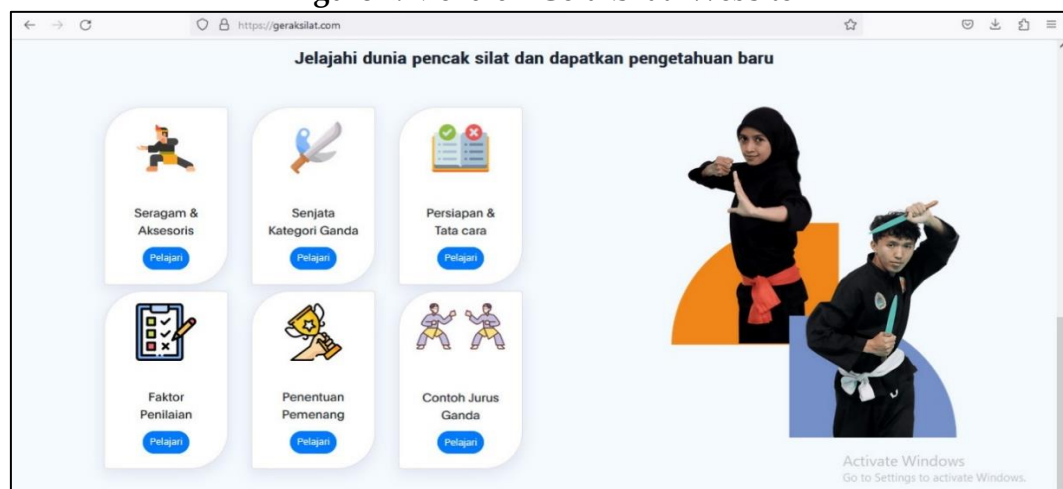 https://geraksilat.com
Jelajahi dunia pencak silat dan dapatkan pengetahuan baru
Seragam &
Aksesoris
Pelajari
Senjata
Kategori Ganda
Pelajari
Persiapan &
Tata cara
Pelajari
Faktor
Penilaian
Pelajari
Penentuan
Pemenang
Pelajari
Contoh Jurus
Ganda
Pelajari
Activate Windows
Go to Settings to activate Windows.